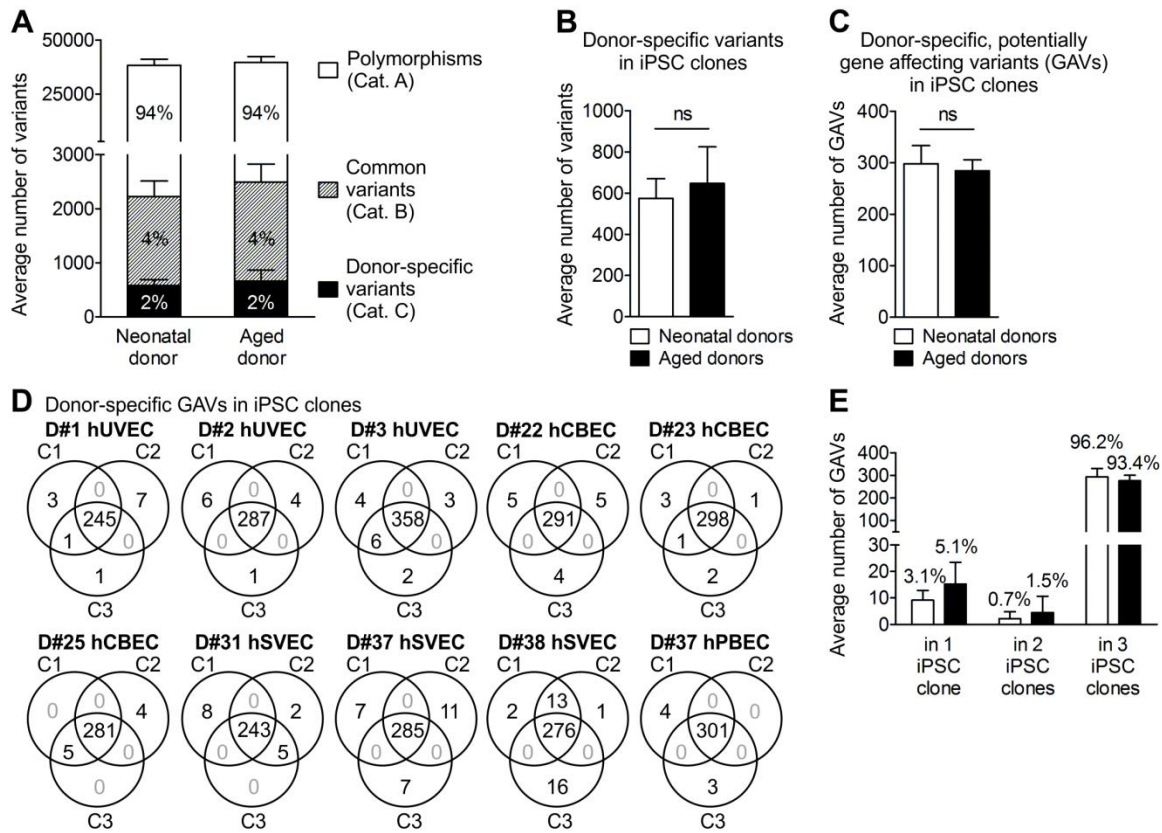 A
50000
25000
3000
2000
1000
0
Average number of variants
94%
94%
4%
4%
2%
2%
Neonatal
donor
Aged
donor
Polymorphisms
(Cat. A)
Common
variants
(Cat. B)
Donor-specific
variants
(Cat. C)
B
Donor-specific variants
in iPSC clones
1000
800
600
400
200
0
Average number of variants
ns
Neonatal donors
Aged donors
C
Donor-specific, potentially
gene affecting variants (GAVs)
in iPSC clones
400
300
300
200
0
Average number of GAVs
ns
Neonatal donors
Aged donors
D Donor-specific GAVs in iPSC clones
D#1 hUVEC
C1 C2
0
3 7
245
1 0
1
C3
D#2 hUVEC
C1 C2
0
6 4
287
0 0
1
C3
D#3 hUVEC
C1 C2
0
4 3
358
6 0
2
C3
D#22 hCBEC
C1 C2
0
5 5
291
0 0
4
C3
D#23 hCBEC
C1 C2
0
3 1
298
1 0
2
C3
D#25 hCBEC
C1 C2
0
0 4
281
5 0
0
C3
D#31 hSVEC
C1 C2
0
8 2
243
0 5
0
C3
D#37 hSVEC
C1 C2
0
7 11
285
0 0
7
C3
D#38 hSVEC
C1 C2
13
2 1
276
0 0
16
C3
D#37 hPBEC
C1 C2
0
4 0
301
0 0
3
C3
E
Average number of GAVs
400
300
200
100
30
20
10
0
3.1%
5.1%
0.7%
1.5%
96.2%
93.4%
in 1
iPSC
clone
in 2
iPSC
clones
in 3
iPSC
clones